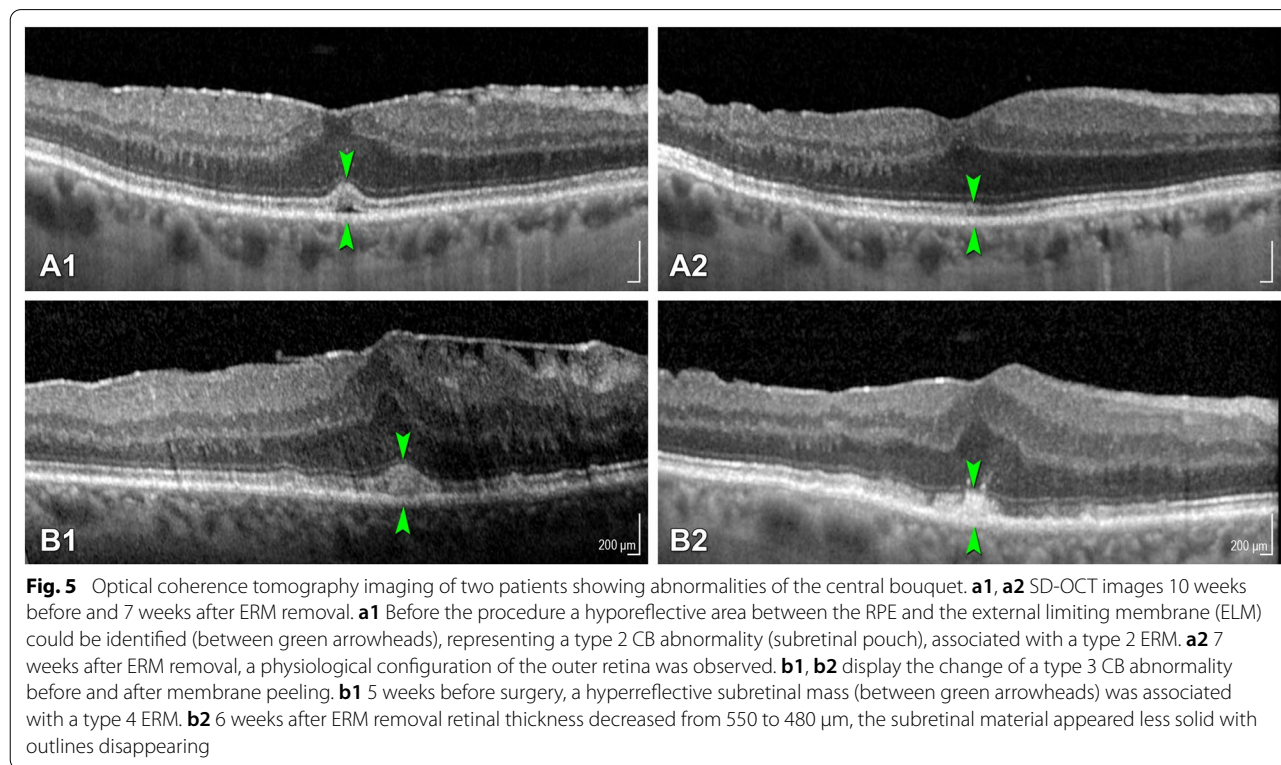 A1
A2
B1
200 µm
B2
200 µm
Fig. 5 Optical coherence tomography imaging of two patients showing abnormalities of the central bouquet. a1, a2 SD-OCT images 10 weeks
before and 7 weeks after ERM removal. a1 Before the procedure a hyporeflective area between the RPE and the external limiting membrane (ELM)
could be identified (between green arrowheads), representing a type 2 CB abnormality (subretinal pouch), associated with a type 2 ERM. a2 7
weeks after ERM removal, a physiological configuration of the outer retina was observed. b1, b2 display the change of a type 3 CB abnormality
before and after membrane peeling. b1 5 weeks before surgery, a hyperreflective subretinal mass (between green arrowheads) was associated
with a type 4 ERM. b2 6 weeks after ERM removal retinal thickness decreased from 550 to 480 µm, the subretinal material appeared less solid with
outlines disappearing